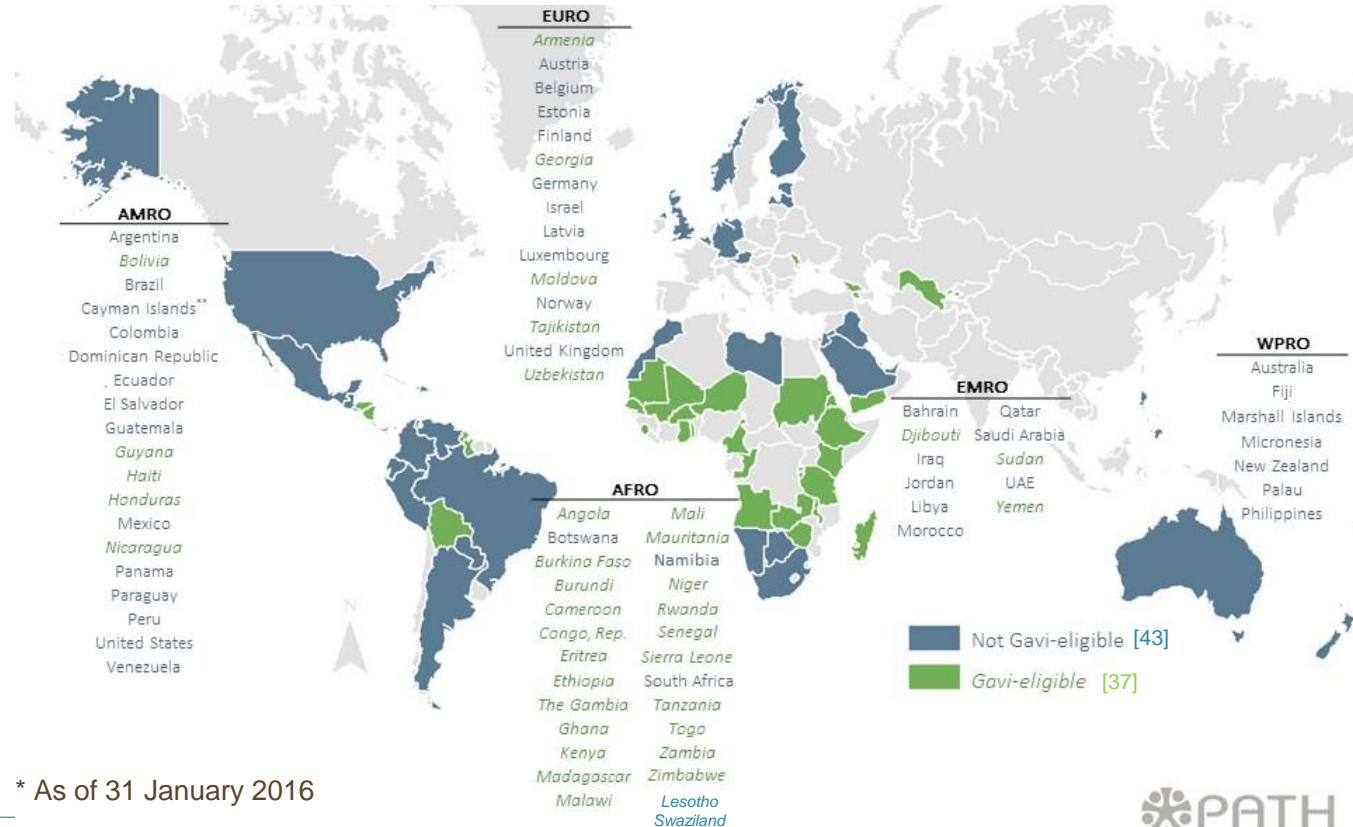 EURO
Armenia
Austria
Belgium
Estonia
Finland
Georgia
Germany
Israel
Latvia
Luxembourg
Moldova
Norway
Tajikistan
United Kingdom
Uzbekistan
AMRO
Argentina
Bolivia
Brazil
Cayman Islands**
Colombia
Dominican Republic
. Ecuador
El Salvador
Guatemala
Guyana
Haiti
Honduras
Mexico
Nicaragua
Panama
Paraguay
Peru
United States
Venezuela
WPRO
Australia
Fiji
Marshall Islands
Micronesia
New Zealand
Palau
Philippines
EMRO
Bahrain Qatar
Djibouti Saudi Arabia
Iraq Sudan
Jordan UAE
Libya Yemen
Morocco
AFRO
Angola Mali
Botswana Mauritania
Burkina Faso Namibia
Burundi Niger
Cameroon Rwanda
Congo, Rep. Senegal
Eritrea Sierra Leone
Ethiopia South Africa
The Gambia Tanzania
Ghana Togo
Kenya Zambia
Madagascar Zimbabwe
Malawi Lesotho
Swaziland
N
Not Gavi-eligible [43]
Gavi-eligible [37]
* As of 31 January 2016
PATH